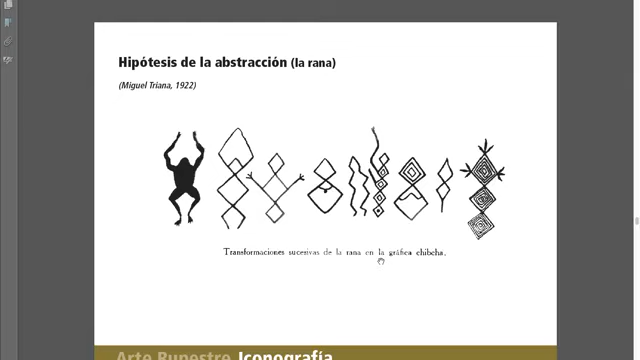 Hipótesis de la abstracción (la rana)
(Miguel Triana, 1922)
Transformaciones sucerivas de la rana en la gráfica chibcha.
Arte Rupestre Iconografía